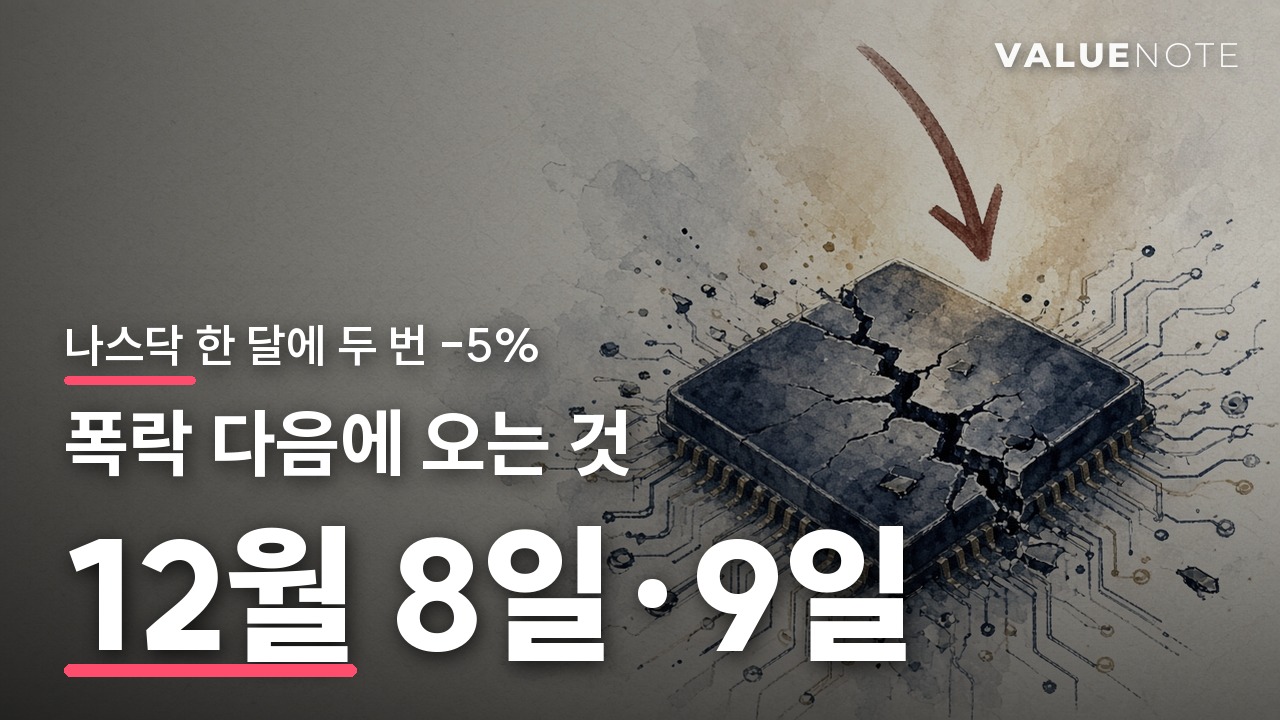 VALUENOTE
나스닥 한 달에 두 번 -5%
폭락 다음에 오는 것
12월 8일·9일